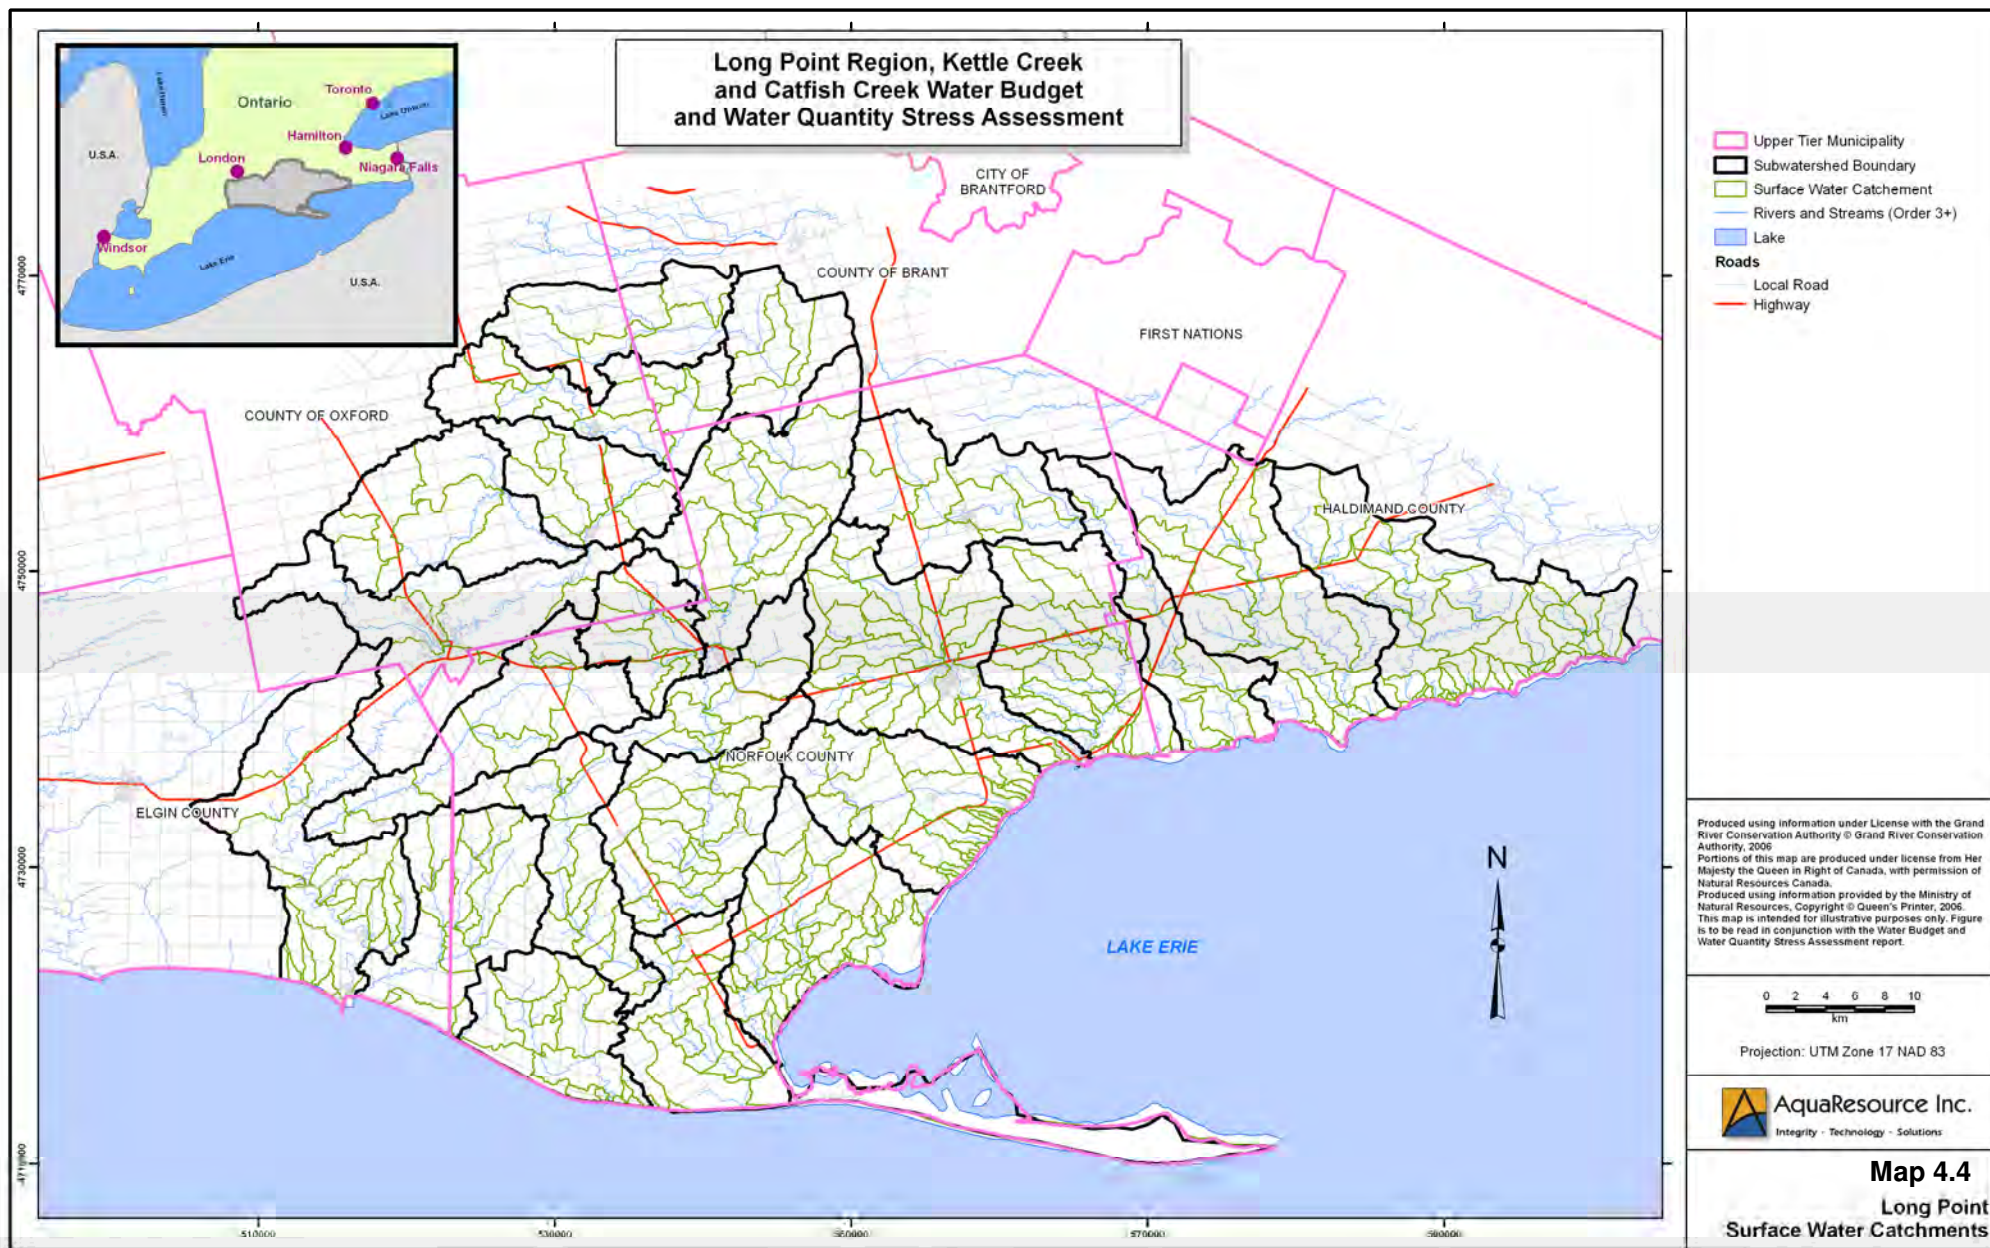 Long Point Region, Kettle Creek
and Catfish Creek Water Budget
and Water Quantity Stress Assessment
Ontario
Toronto
Hamilton
London
Niagara Falls
Windsor
U.S.A.
U.S.A.
Lake Erie
Lake Ontario
CITY OF
BRANTFORD
COUNTY OF BRANT
FIRST NATIONS
COUNTY OF OXFORD
HALDIMAND COUNTY
NORFOLK COUNTY
ELGIN COUNTY
LAKE ERIE
N
4770000
4750000
4730000
4710000
510000
530000
550000
570000
590000
Upper Tier Municipality
Subwatershed Boundary
Surface Water Catchement
Rivers and Streams (Order 3+)
Lake
Roads
Local Road
Highway
Produced using information under License with the Grand
River Conservation Authority © Grand River Conservation
Authority, 2006
Portions of this map are produced under license from Her
Majesty the Queen in Right of Canada, with permission of
Natural Resources Canada.
Produced using information provided by the Ministry of
Natural Resources, Copyright © Queen's Printer, 2006.
This map is intended for illustrative purposes only. Figure
is to be read in conjunction with the Water Budget and
Water Quantity Stress Assessment report.
0 2 4 6 8 10
km
Projection: UTM Zone 17 NAD 83
AquaResource Inc.
Integrity - Technology - Solutions
Map 4.4
Long Point
Surface Water Catchments